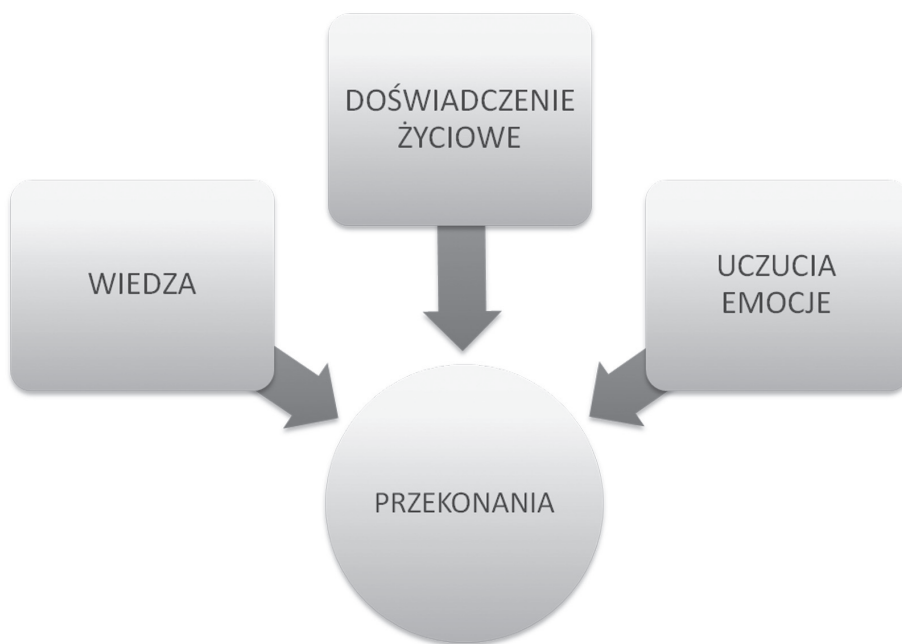 DOŚWIADCZENIE
ŻYCIOWE
WIEDZA
UCZUCIA
EMOCJE
PRZEKONANIA